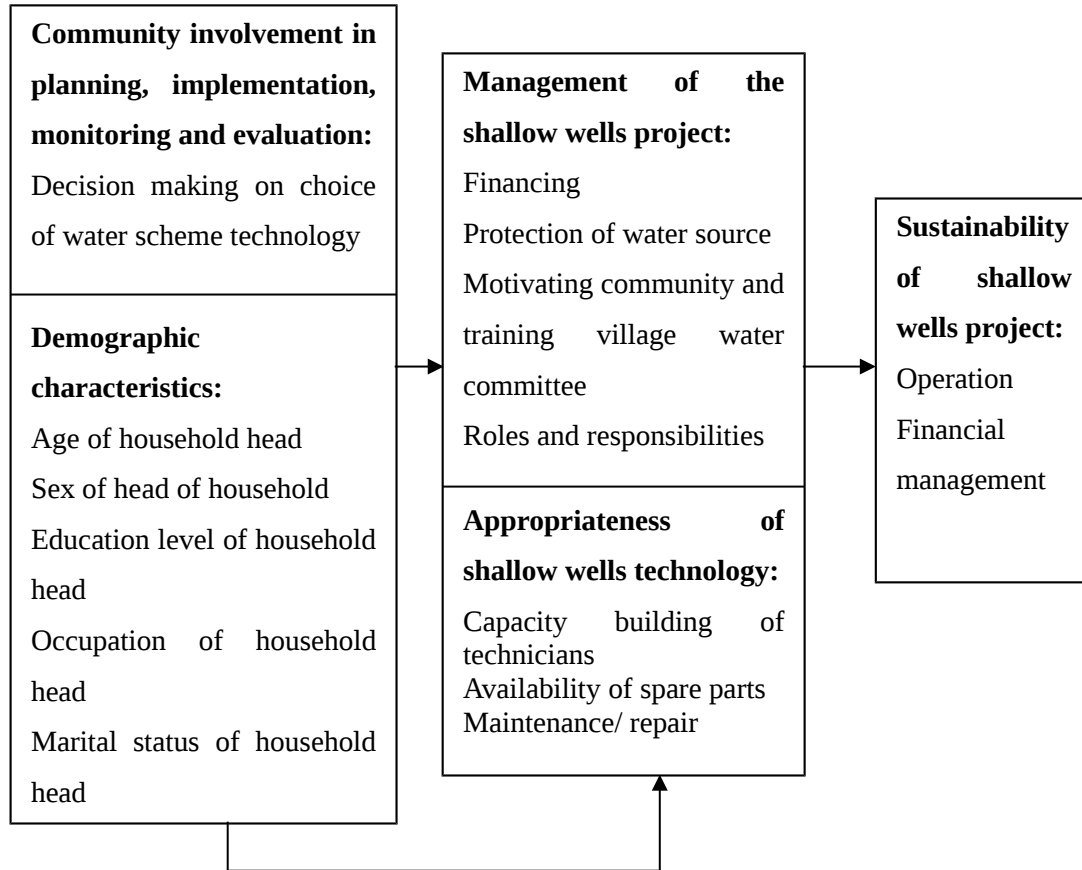 Community involvement in
planning, implementation,
monitoring and evaluation:
Decision making on choice
of water scheme technology
Demographic
characteristics:
Age of household head
Sex of head of household
Education level of household
head
Occupation of household
head
Marital status of household
head
Management of the
shallow wells project:
Financing
Protection of water source
Motivating community and
training village water
committee
Roles and responsibilities
Appropriateness of
shallow wells technology:
Capacity building of
technicians
Availability of spare parts
Maintenance/ repair
Sustainability
of shallow
wells project:
Operation
Financial
management